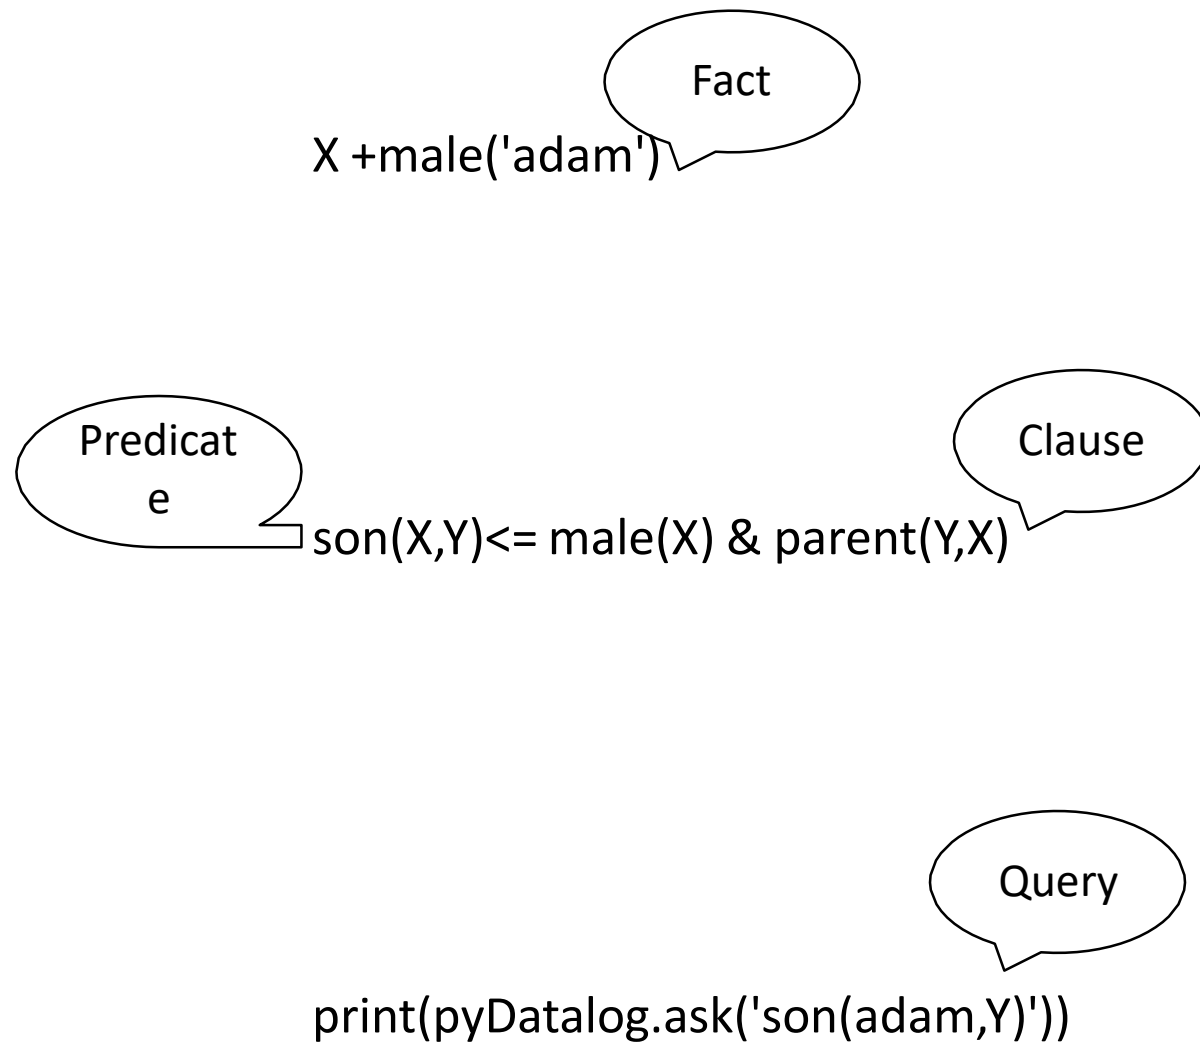 Fact
X +male('adam')
Predicat
e
Clause
son(X,Y)<= male(X) & parent(Y,X)
Query
print(pyDatalog.ask('son(adam,Y)'))